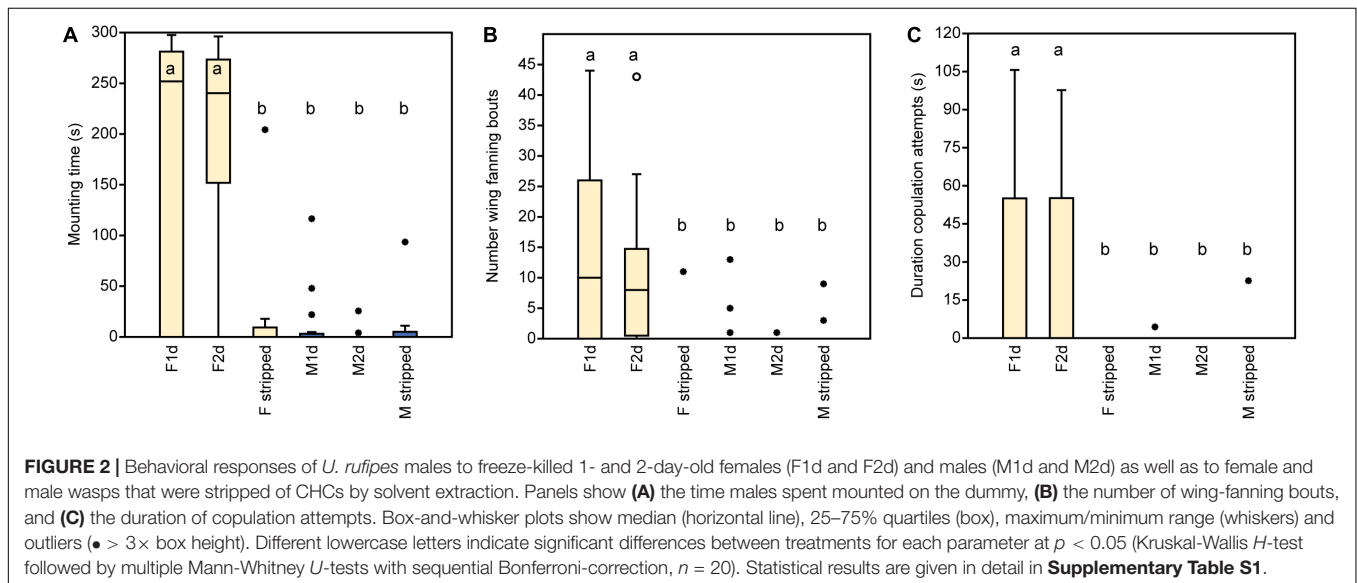 A
B
C
300
250
200
150
100
50
0
Mounting time (s)
a
a
b
b
b
b
F1d
F2d
F stripped
M1d
M2d
M stripped
45
40
35
30
25
20
15
10
5
0
Number wing fanning bouts
a
a
b
b
b
b
F1d
F2d
F stripped
M1d
M2d
M stripped
120
105
90
75
60
45
30
15
0
Duration copulation attempts (s)
a
a
b
b
b
b
F1d
F2d
F stripped
M1d
M2d
M stripped
FIGURE 2 | Behavioral responses of U. rufipes males to freeze-killed 1- and 2-day-old females (F1d and F2d) and males (M1d and M2d) as well as to female and
male wasps that were stripped of CHCs by solvent extraction. Panels show (A) the time males spent mounted on the dummy, (B) the number of wing-fanning bouts,
and (C) the duration of copulation attempts. Box-and-whisker plots show median (horizontal line), 25–75% quartiles (box), maximum/minimum range (whiskers) and
outliers (• > 3× box height). Different lowercase letters indicate significant differences between treatments for each parameter at p < 0.05 (Kruskal-Wallis H-test
followed by multiple Mann-Whitney U-tests with sequential Bonferroni-correction, n = 20). Statistical results are given in detail in Supplementary Table S1.